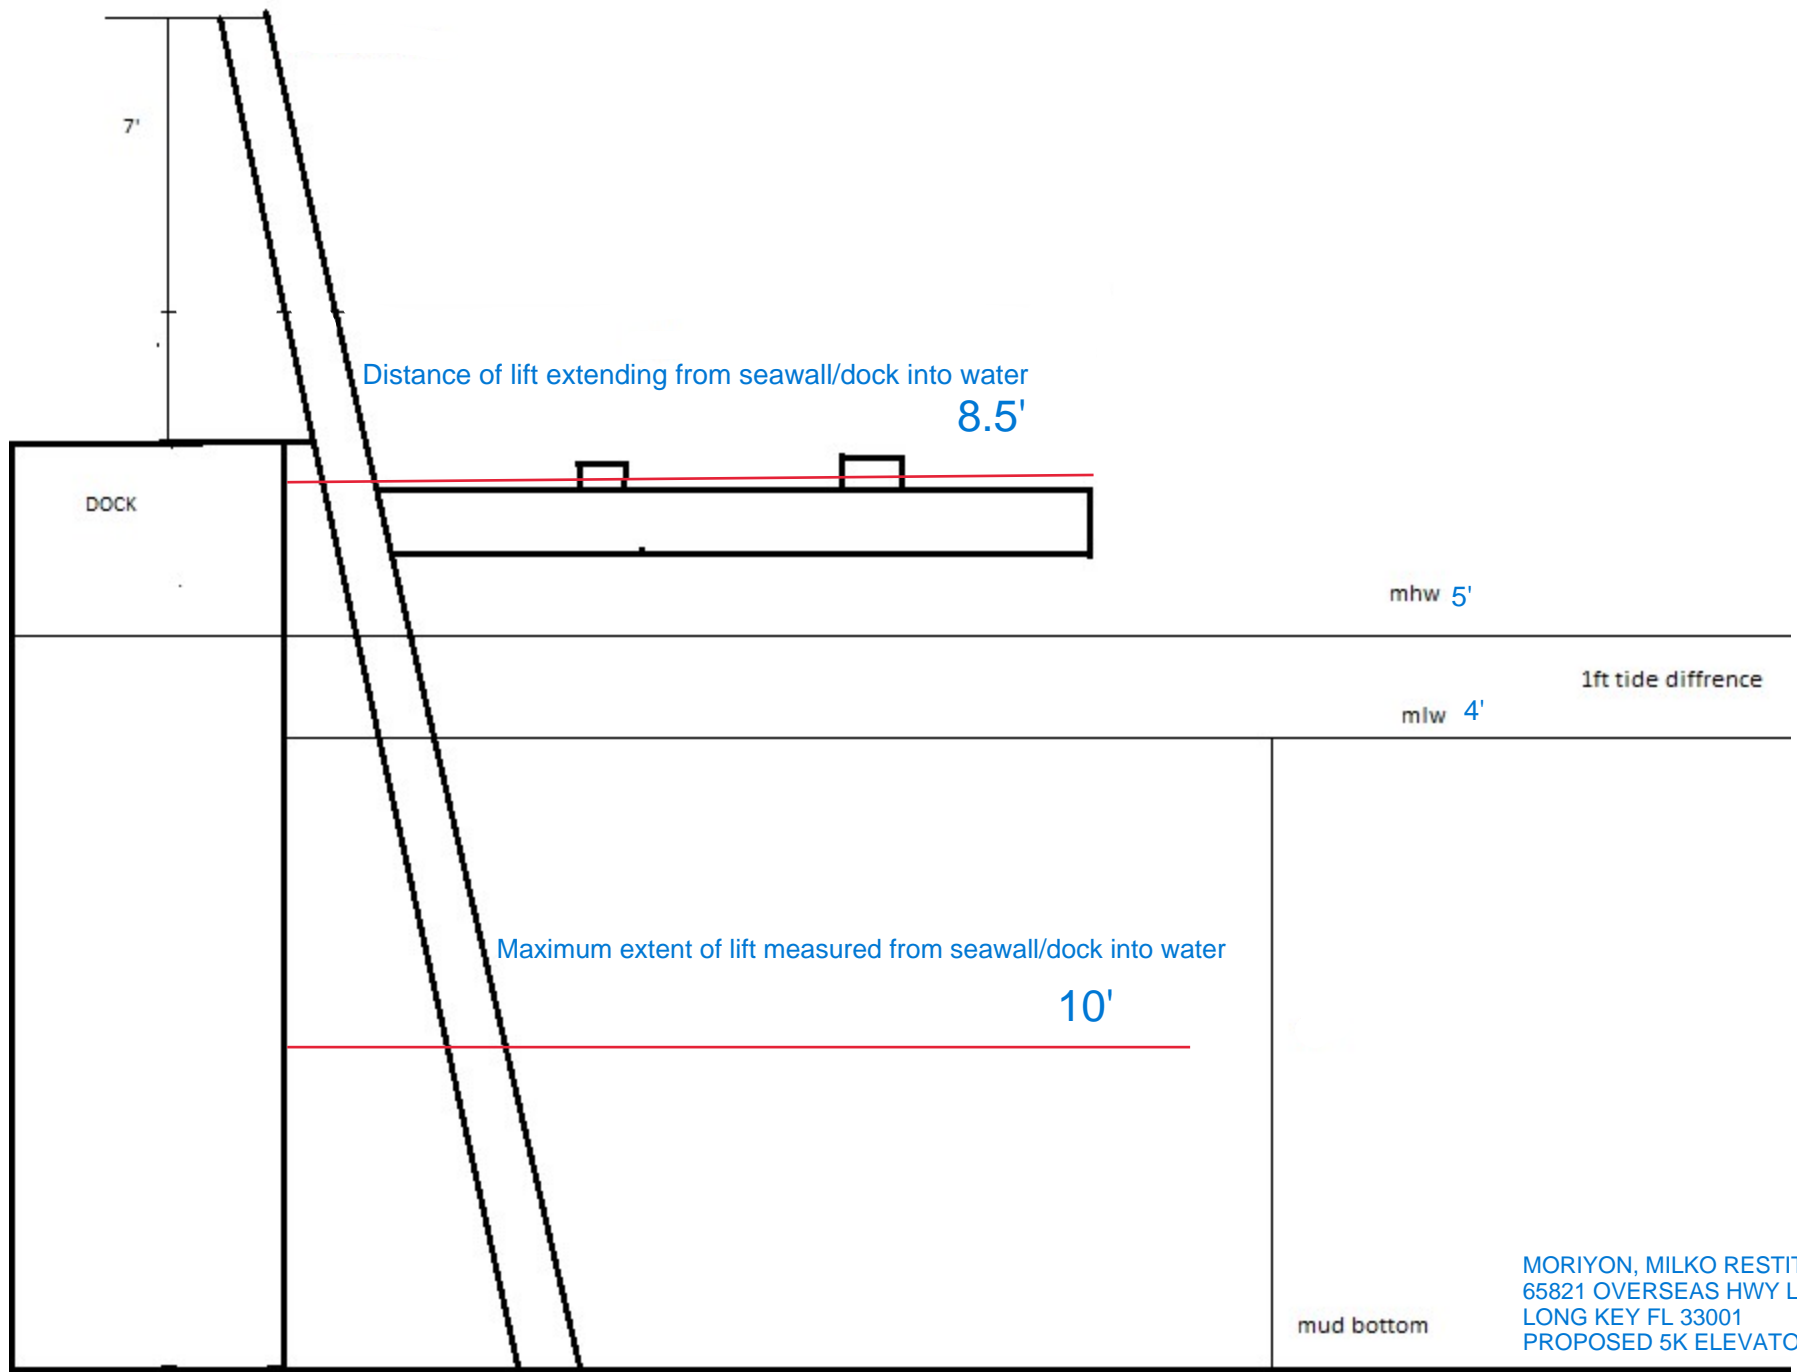 7'
Distance of lift extending from seawall/dock into water
8.5'
DOCK
mhw 5'
1ft tide diffrence
mlw 4'
Maximum extent of lift measured from seawall/dock into water
10'
mud bottom
MORIYON, MILKO
65821 OVERSEAS HWY
LONG KEY FL 33001
PROPOSED 5K